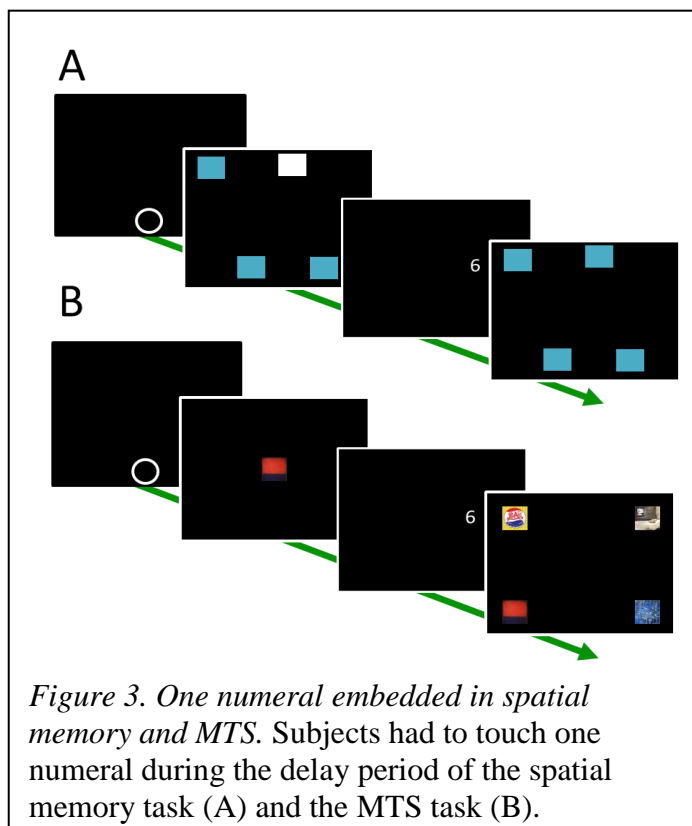 A
6
B
6
Figure 3. One numeral embedded in spatial
memory and MTS. Subjects had to touch one
numeral during the delay period of the spatial
memory task (A) and the MTS task (B).